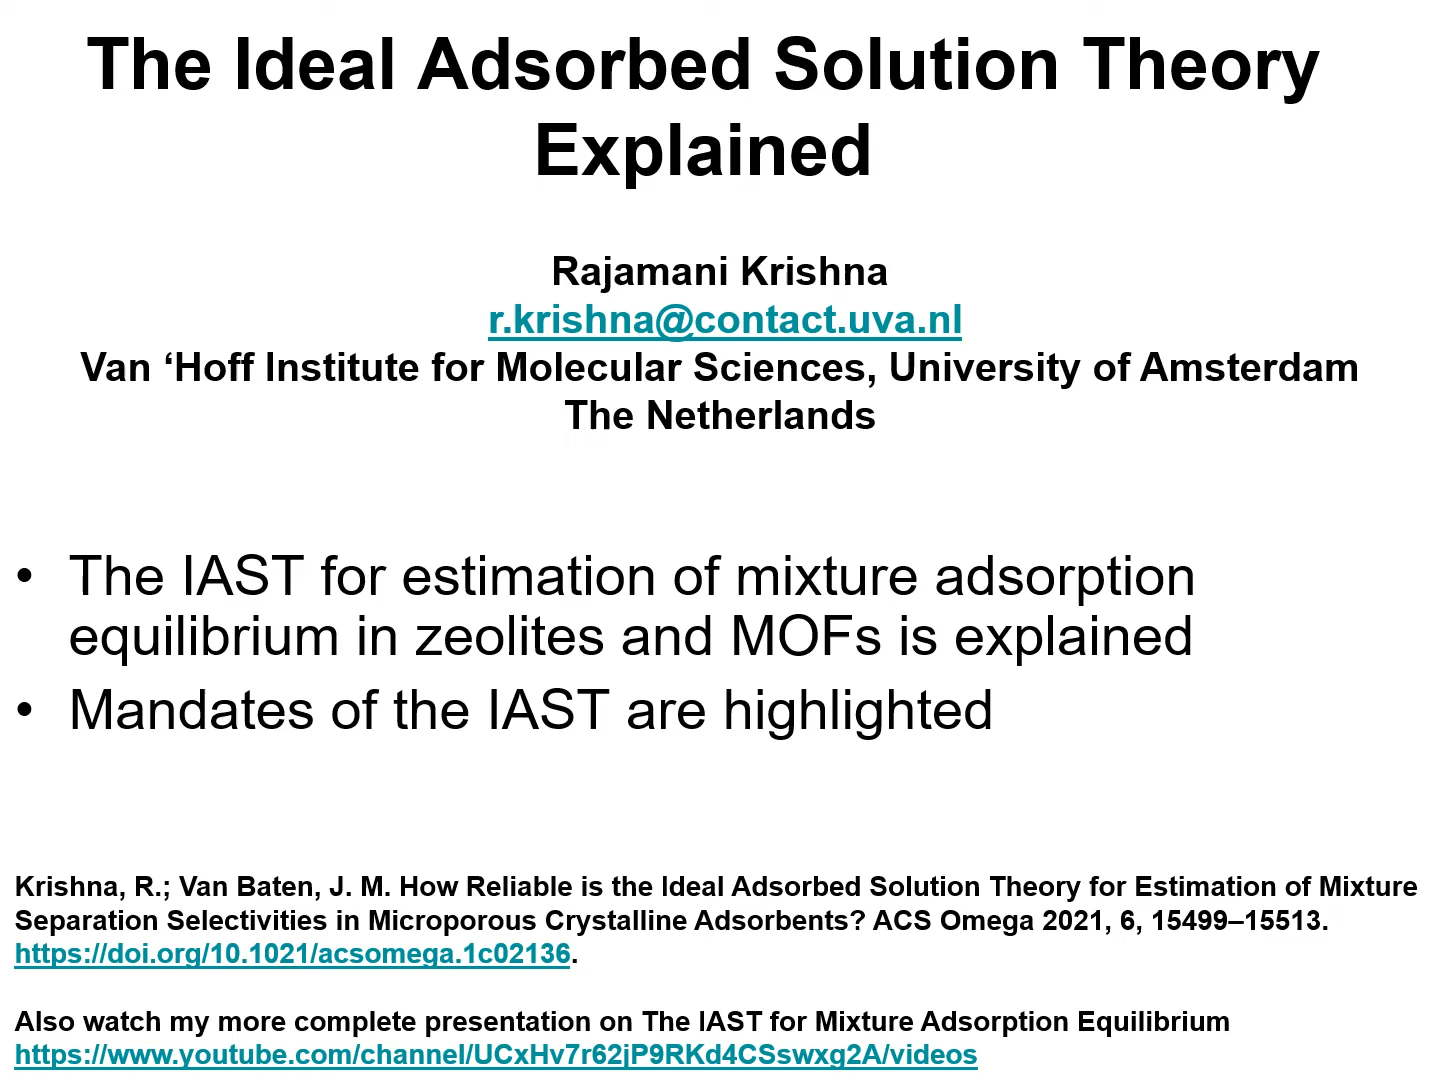 The Ideal Adsorbed Solution Theory
Explained
Rajamani Krishna
r.krishna@contact.uva.nl
Van ‘Hoff Institute for Molecular Sciences, University of Amsterdam
The Netherlands
• The IAST for estimation of mixture adsorption
equilibrium in zeolites and MOFs is explained
• Mandates of the IAST are highlighted
Krishna, R.; Van Baten, J. M. How Reliable is the Ideal Adsorbed Solution Theory for Estimation of Mixture
Separation Selectivities in Microporous Crystalline Adsorbents? ACS Omega 2021, 6, 15499–15513.
https://doi.org/10.1021/acsomega.1c02136.
Also watch my more complete presentation on The IAST for Mixture Adsorption Equilibrium
https://www.youtube.com/channel/UCxHv7r62jP9RKd4CSswxg2A/videos